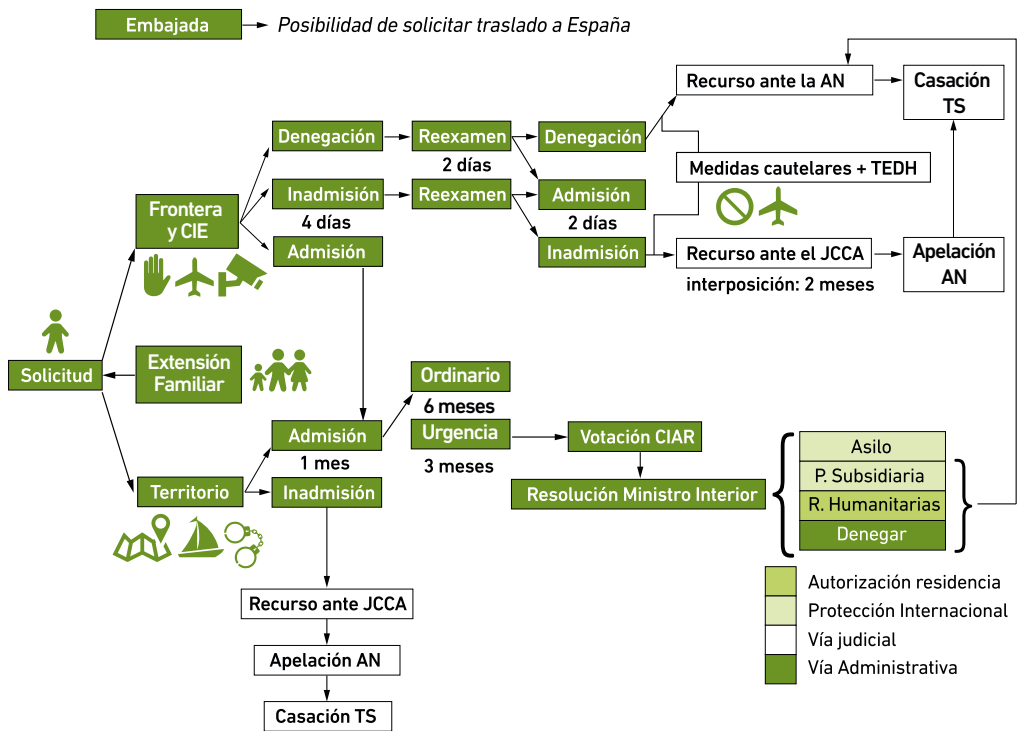 Embajada
Posibilidad de solicitar traslado a España
Recurso ante la AN
Casación
TS
Denegación
Reexamen
2 días
Denegación
Medidas cautelares + TEDH
Inadmisión
4 días
Reexamen
Admisión
2 días
Frontera
y CIE
Admisión
Inadmisión
Recurso ante el JCCA
interposición: 2 meses
Apelación
AN
Solicitud
Extensión
Familiar
Ordinario
6 meses
Admisión
1 mes
Urgencia
3 meses
Votación CIAR
Territorio
Inadmisión
Resolución Ministro Interior
Asilo
P. Subsidiaria
R. Humanitarias
Denegar
Recurso ante JCCA
Apelación AN
Casación TS
Autorización residencia
Protección Internacional
Vía judicial
Vía Administrativa